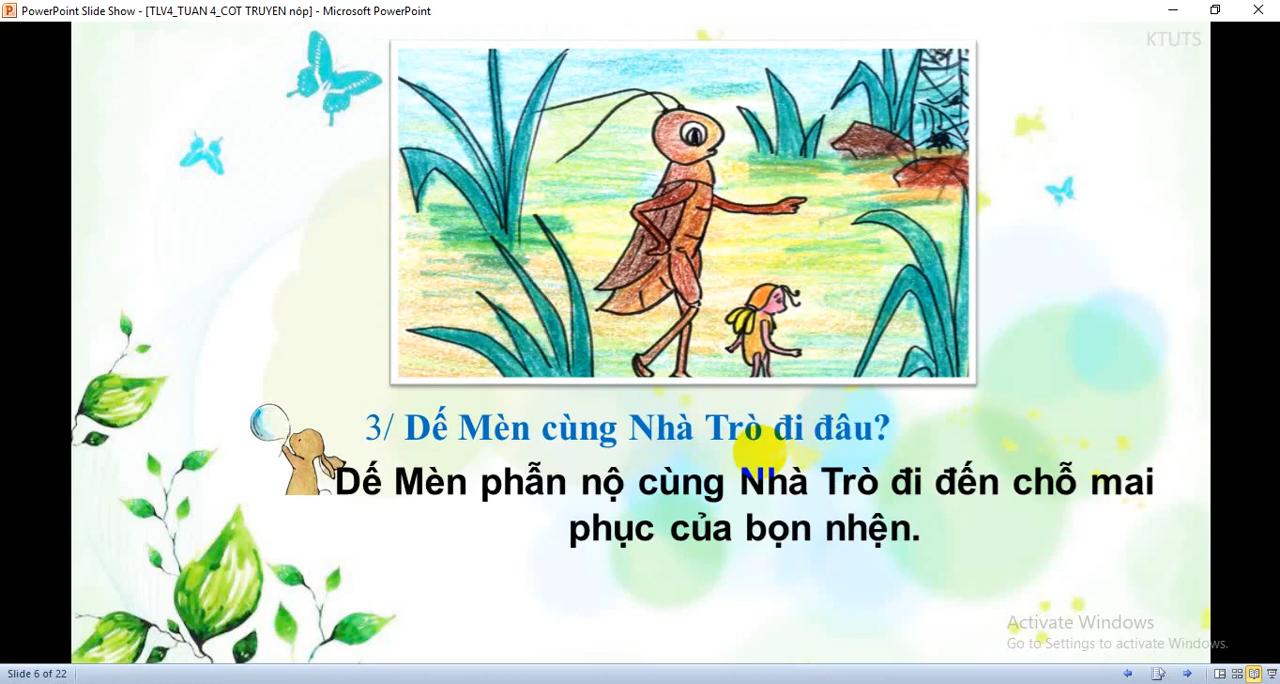 PowerPoint Slide Show - [TLV4_TUAN 4_COT TRUYEN nôp] - Microsoft PowerPoint
KTUTS
3/ Dế Mèn cùng Nhà Trò đi đâu?
Dế Mèn phẫn nộ cùng Nhà Trò đi đến chỗ mai
phục của bọn nhện.
Activate Windows
Go to Settings to activate Windows.
Slide 6 of 22